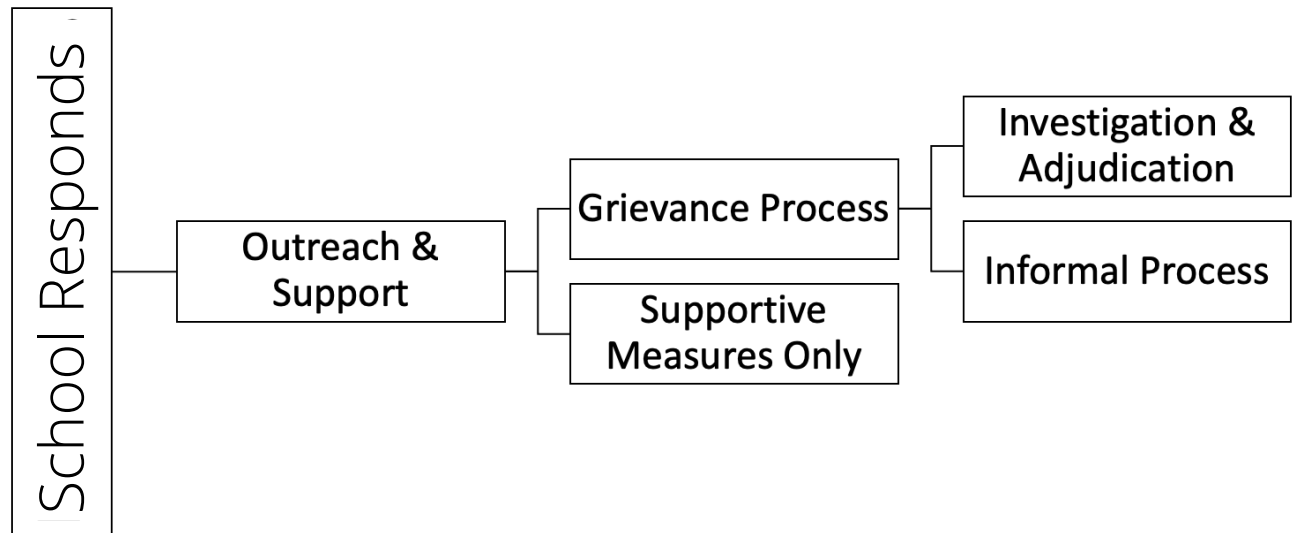 School Responds
Outreach &
Support
Grievance Process
Supportive
Measures Only
Investigation &
Adjudication
Informal Process